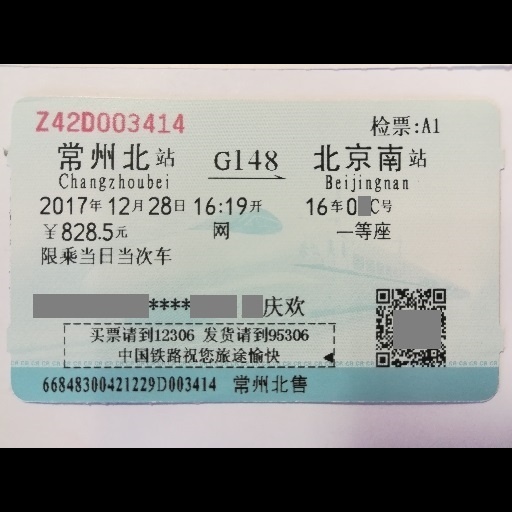 Z42D003414
检票:A1
常州北站 G148 北京南站
Changzhoubei Beijingnan
2017年12月28日16:19开 16车0C号
￥828.5元 网 一等座
限乘当日当次车
****庆欢
买票请到12306 发货请到95306
中国铁路祝您旅途愉快
66848300421229D003414 常州北售